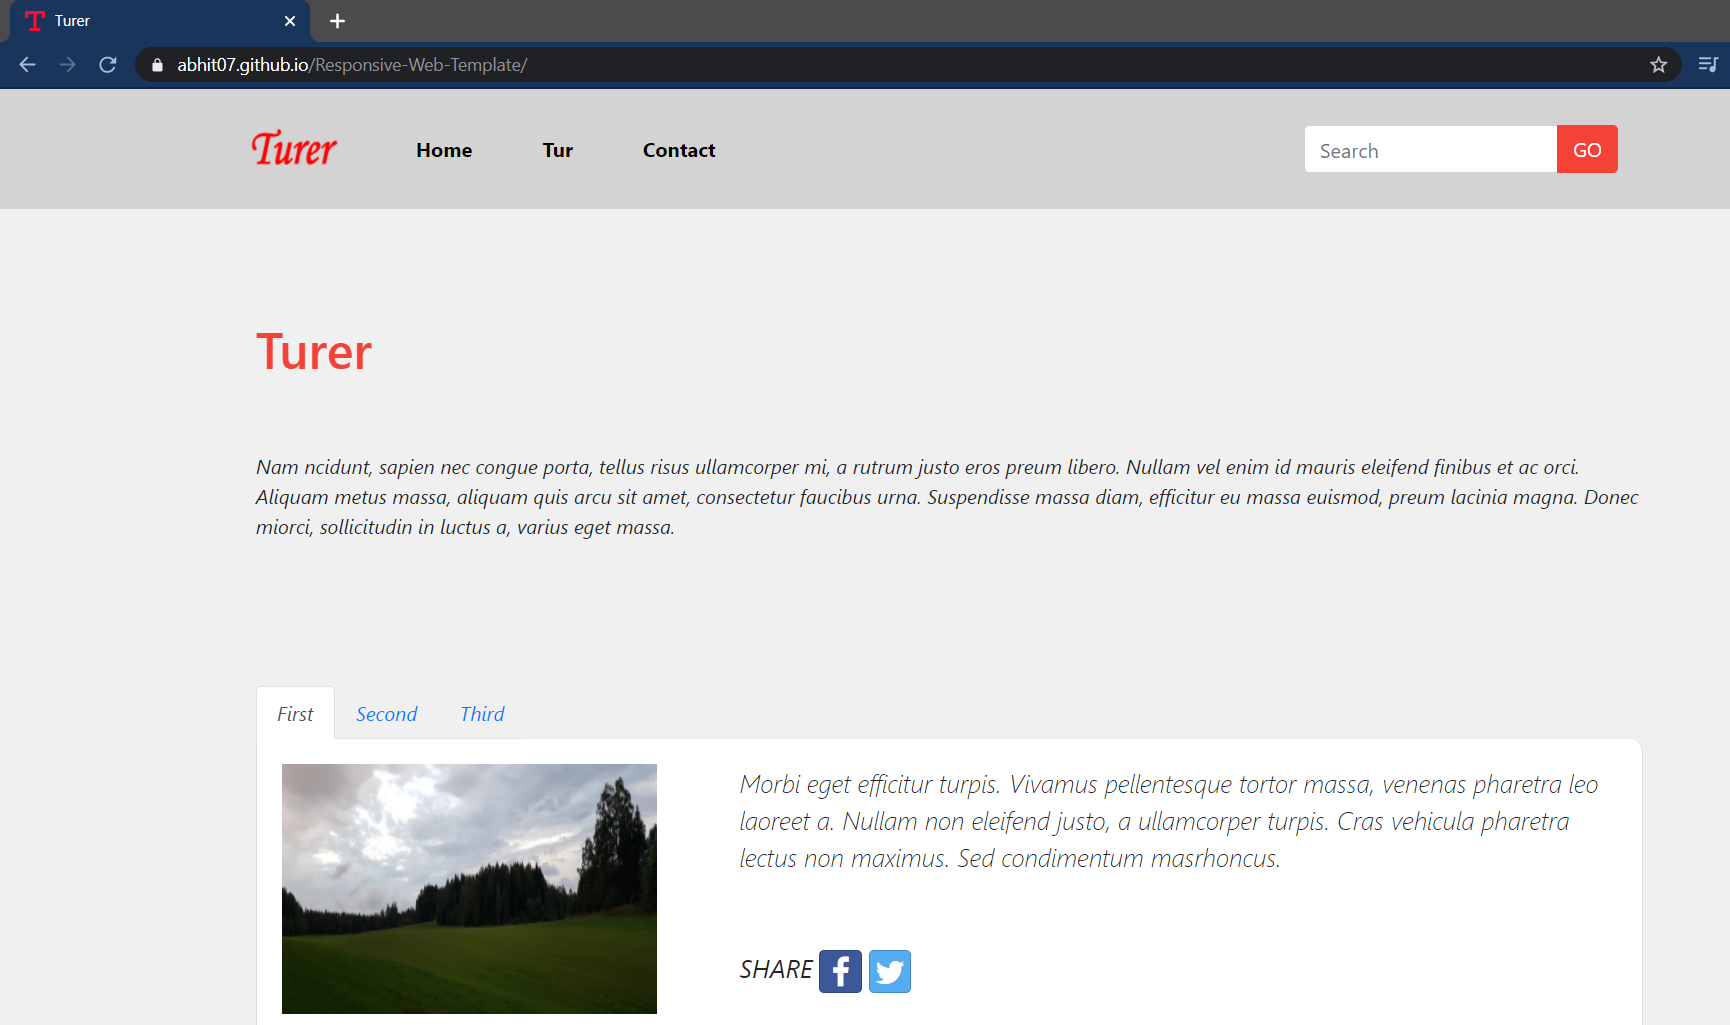 Turer
abhit07.github.io/Responsive-Web-Template/
Turer Home Tur Contact Search GO
Turer
Nam ncidunt, sapien nec congue porta, tellus risus ullamcorper mi, a rutrum justo eros preum libero. Nullam vel enim id mauris eleifend finibus et ac orci.
Aliquam metus massa, aliquam quis arcu sit amet, consectetur faucibus urna. Suspendisse massa diam, efficitur eu massa euismod, preum lacinia magna. Donec
miorci, sollicitudin in luctus a, varius eget massa.
First Second Third
Morbi eget efficitur turpis. Vivamus pellentesque tortor massa, venenas pharetra leo
laoreet a. Nullam non eleifend justo, a ullamcorper turpis. Cras vehicula pharetra
lectus non maximus. Sed condimentum masrhoncus.
SHARE